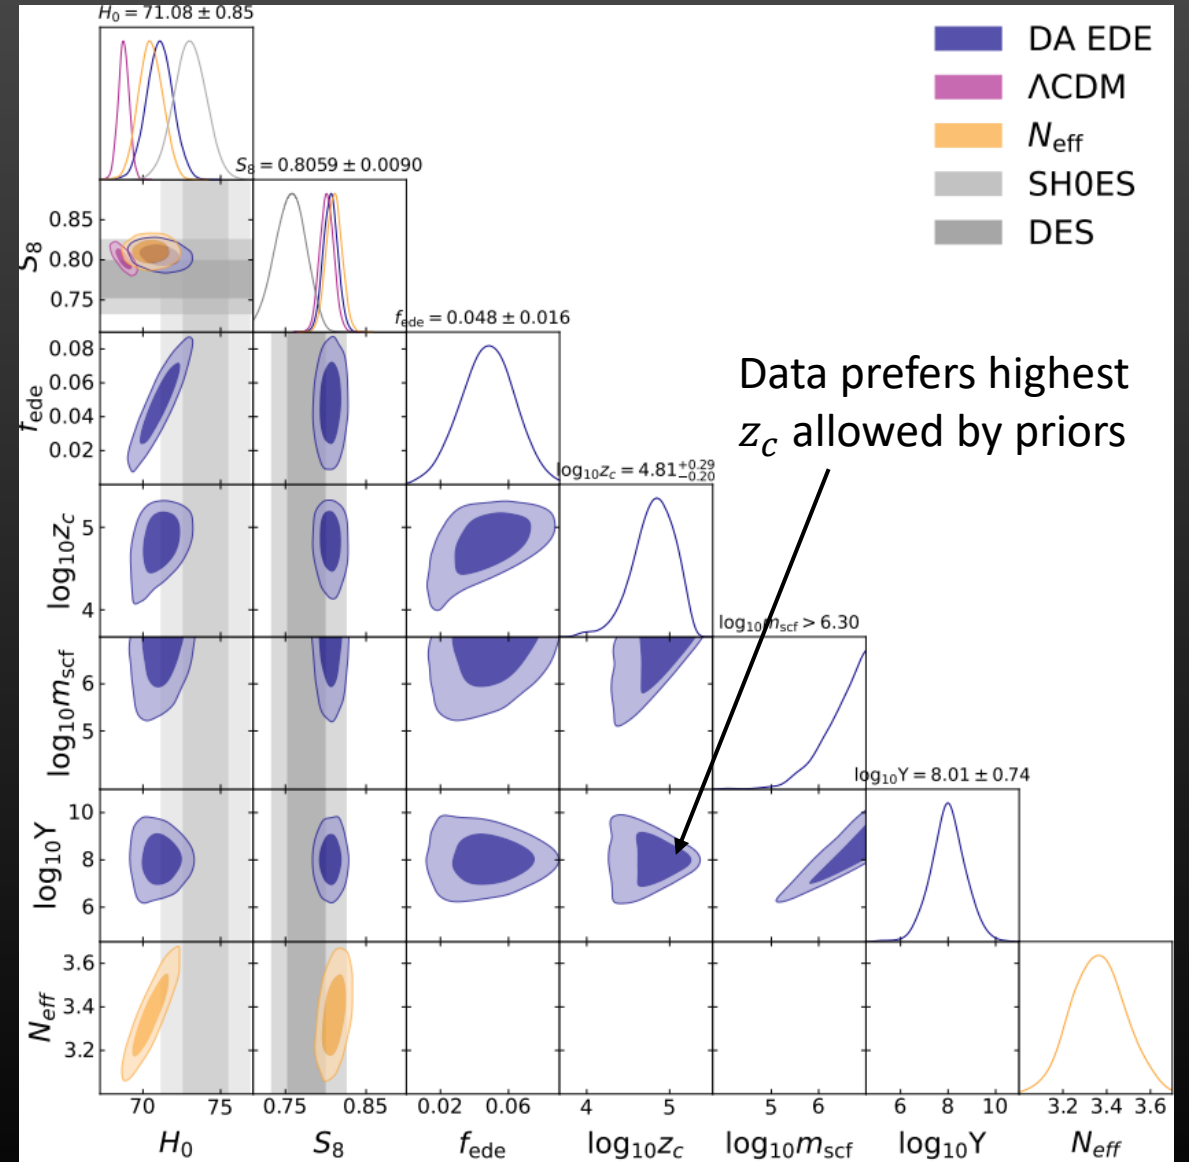 H₀ = 71.08 ± 0.85
DA EDE
ΛCDM
N_eff
SH0ES
DES
S₈ = 0.8059 ± 0.0090
0.85
0.80
0.75
S₈
f_ede = 0.048 ± 0.016
0.08
0.06
0.04
0.02
f_ede
Data prefers highest
z_c allowed by priors
log₁₀z_c = 4.81^{+0.29}_{−0.20}
5
4
log₁₀z_c
log₁₀m_scf > 6.30
6
5
log₁₀m_scf
log₁₀Y = 8.01 ± 0.74
10
8
6
log₁₀Y
3.6
3.4
3.2
N_eff
70 75 0.75 0.85 0.02 0.06 4 5 5 6 6 8 10 3.2 3.4 3.6
H₀ S₈ f_ede log₁₀z_c log₁₀m_scf log₁₀Y N_eff